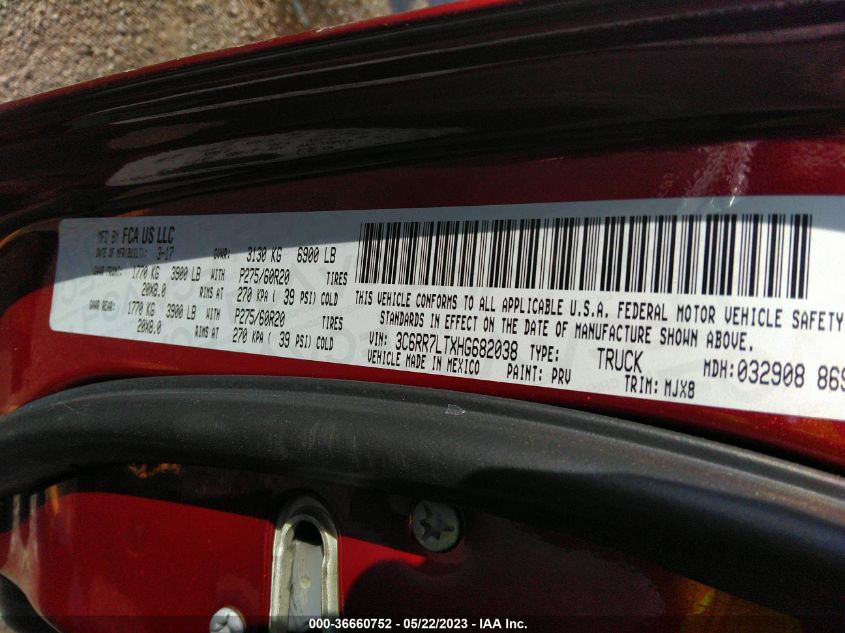 MFD BY FCA US LLC
DATE OF MFR(BUILT): 3-17 GVWR: 3130 KG 6900 LB
GAWR FRONT: 1770 KG 3900 LB WITH P275/60R20 TIRES
20X8.0 RIMS AT 270 KPA ( 39 PSI) COLD
GAWR REAR: 1770 KG 3900 LB WITH P275/60R20 TIRES
20X8.0 RIMS AT 270 KPA ( 39 PSI) COLD
THIS VEHICLE CONFORMS TO ALL APPLICABLE U.S.A. FEDERAL MOTOR VEHICLE SAFETY
STANDARDS IN EFFECT ON THE DATE OF MANUFACTURE SHOWN ABOVE.
VIN: 3C6RR7LTXHG682038 TYPE: TRUCK MDH:032908 869
VEHICLE MADE IN MEXICO PAINT: PRV TRIM: MJX8
000-36660752 - 05/22/2023 - IAA Inc.